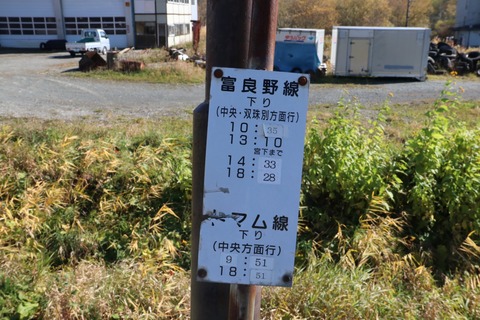 富良野線
下り
(中央・双珠別方面行)
10:35
13:10
宮下まで
14:33
18:28
マム線
下り
(中央方面行)
9:51
18:51